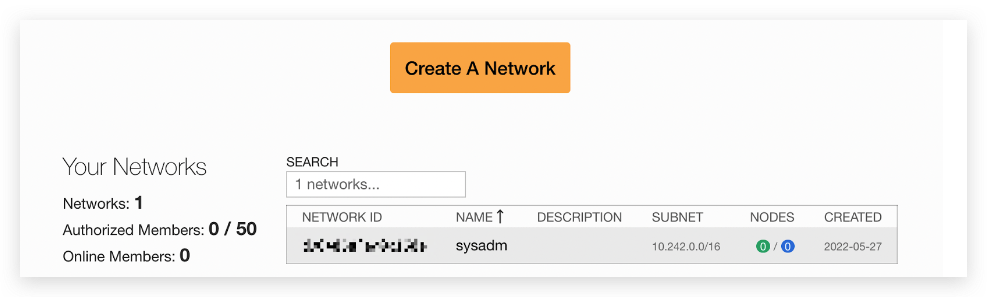 Create A Network
Your Networks
Networks: 1
Authorized Members: 0 / 50
Online Members: 0
SEARCH
1 networks...
NETWORK ID NAME↑ DESCRIPTION SUBNET NODES CREATED
sysadm 10.242.0.0/16 0 / 0 2022-05-27